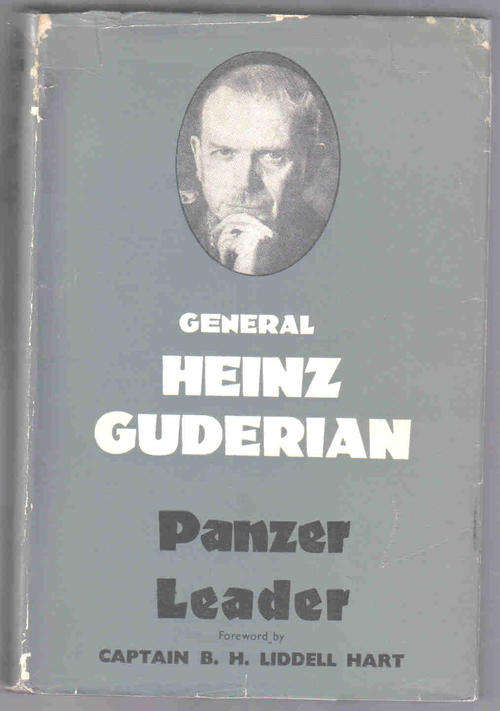 GENERAL
HEINZ
GUDERIAN
Panzer
Leader
Foreword by
CAPTAIN B. H. LIDDELL HART